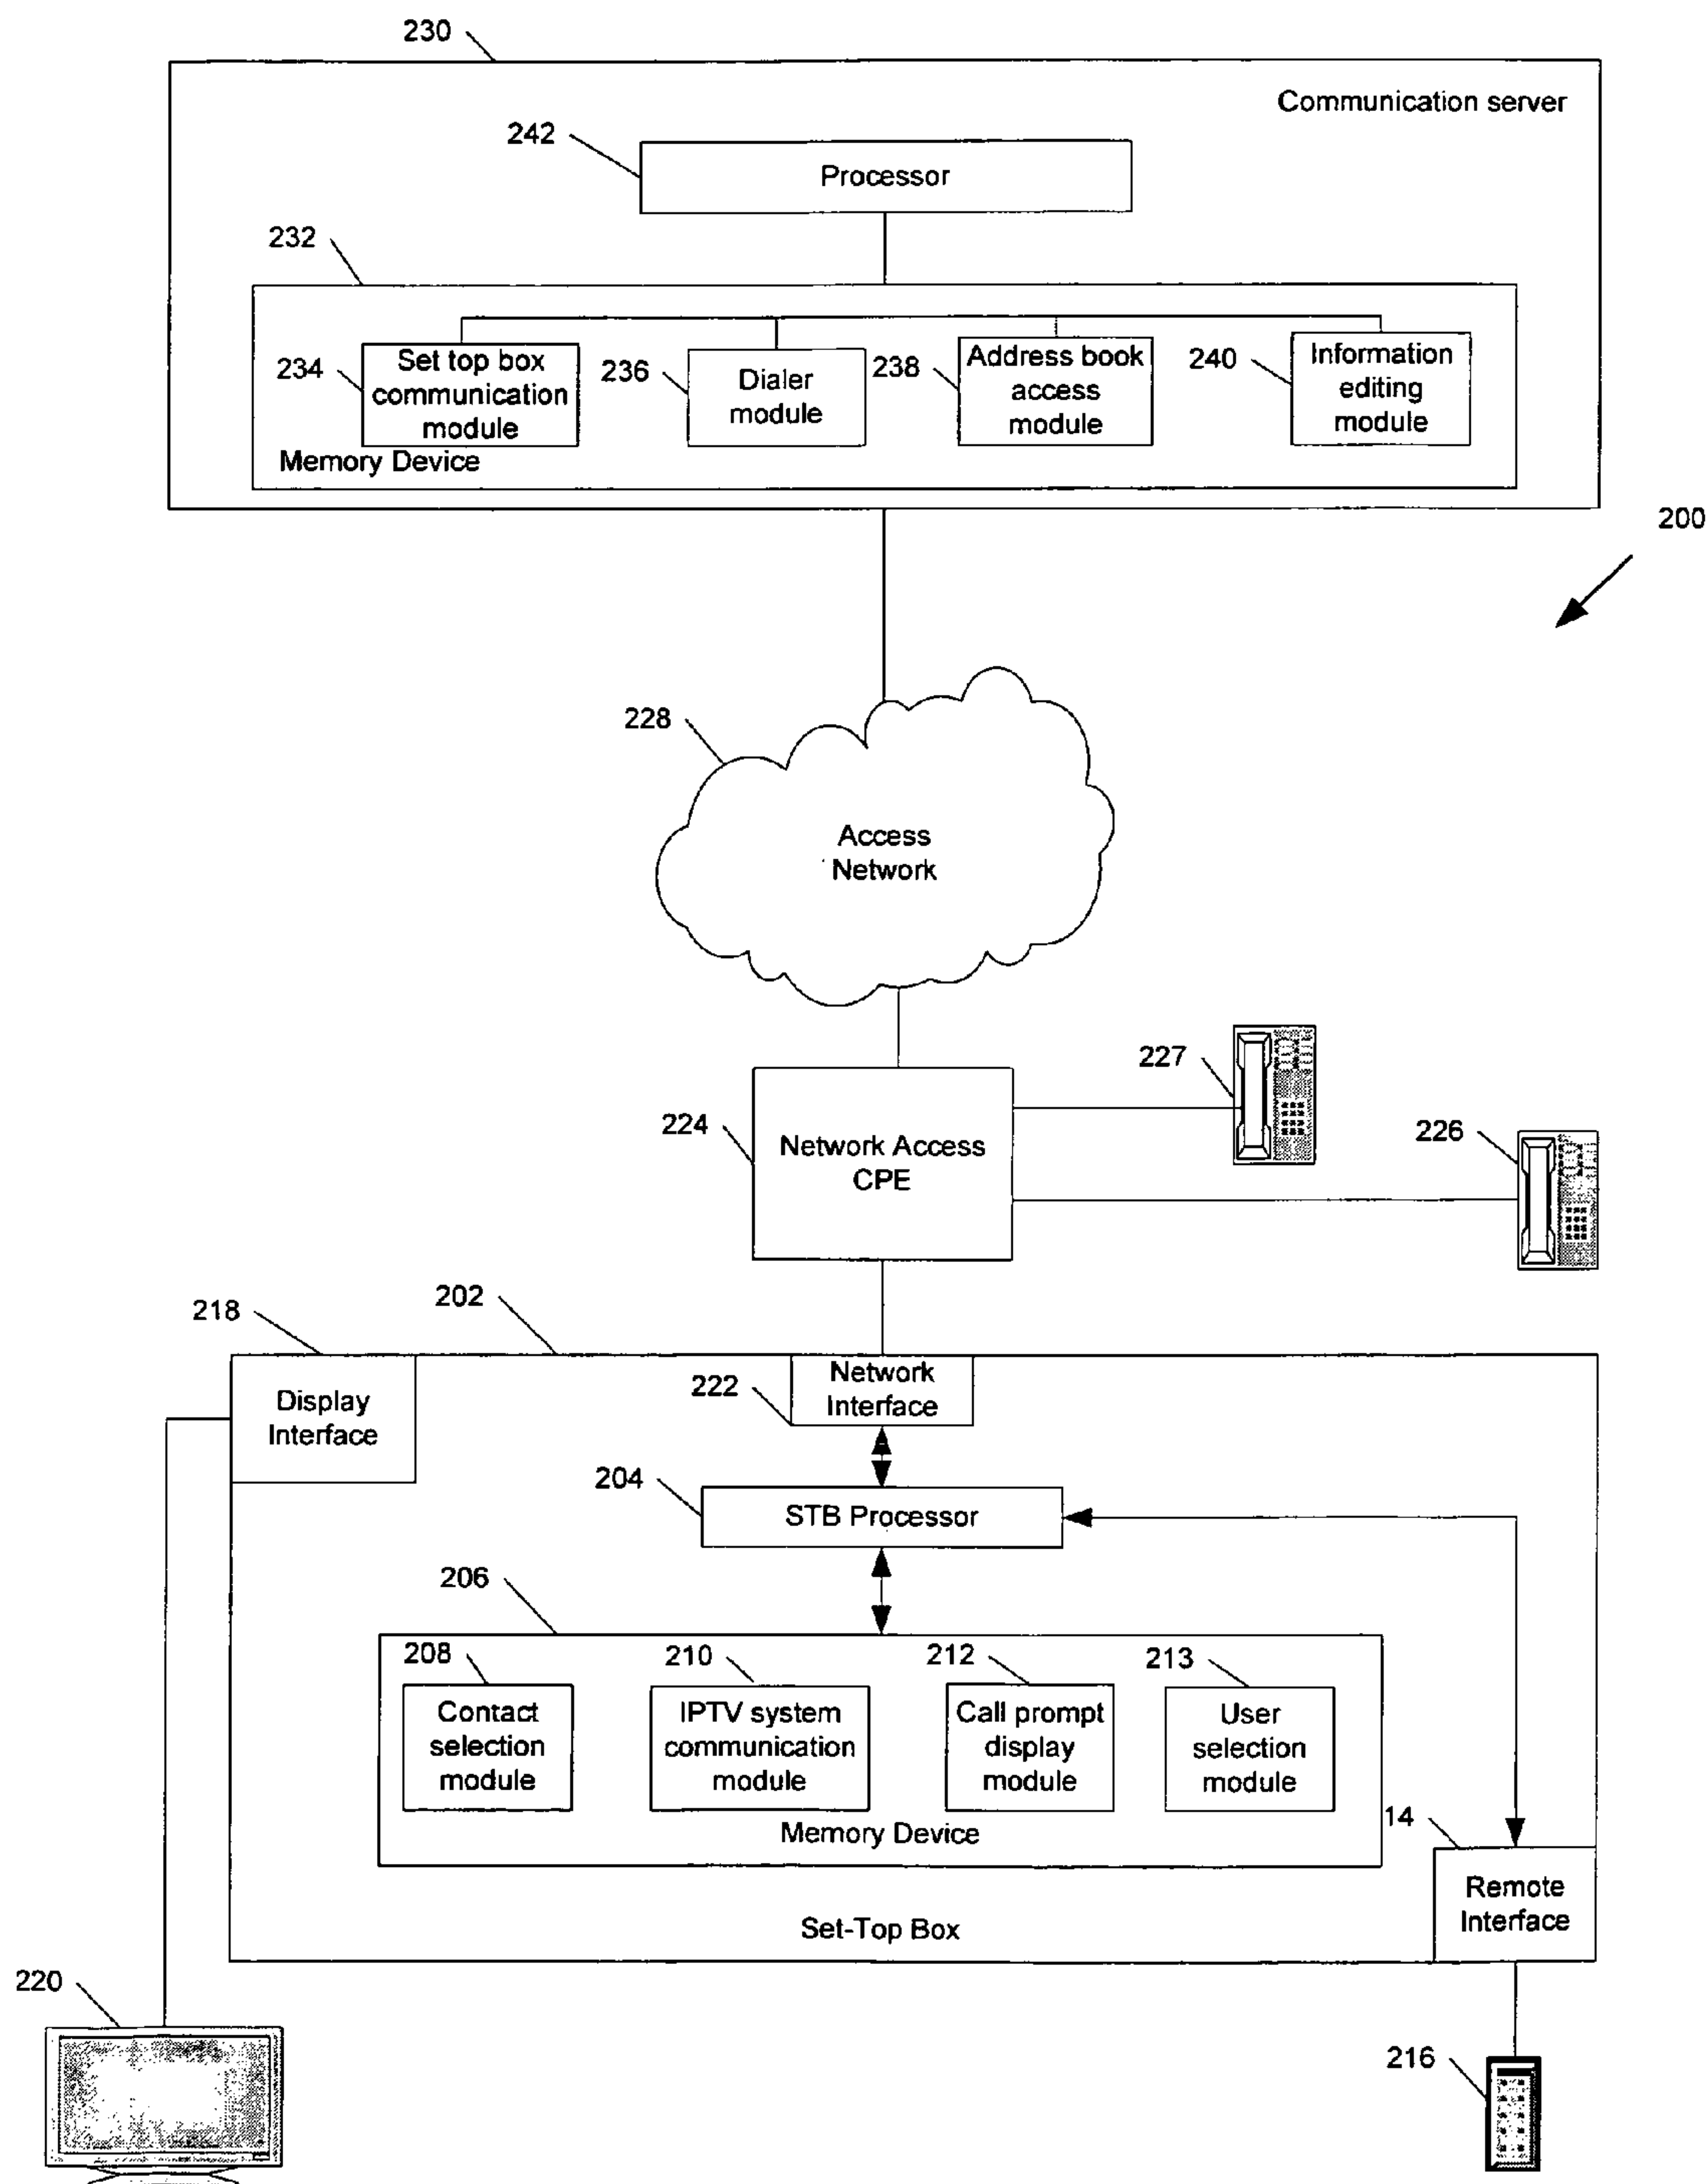 230
Communication server
242
Processor
232
234
Set top box
communication
module
236
Dialer
module
238
Address book
access
module
240
Information
editing
module
Memory Device
200
228
Access
Network
227
224
Network Access
CPE
226
218
202
Display
Interface
222
Network
Interface
204
STB Processor
206
208
Contact
selection
module
210
IPTV system
communication
module
212
Call prompt
display
module
213
User
selection
module
Memory Device
14
Remote
Interface
Set-Top Box
220
216